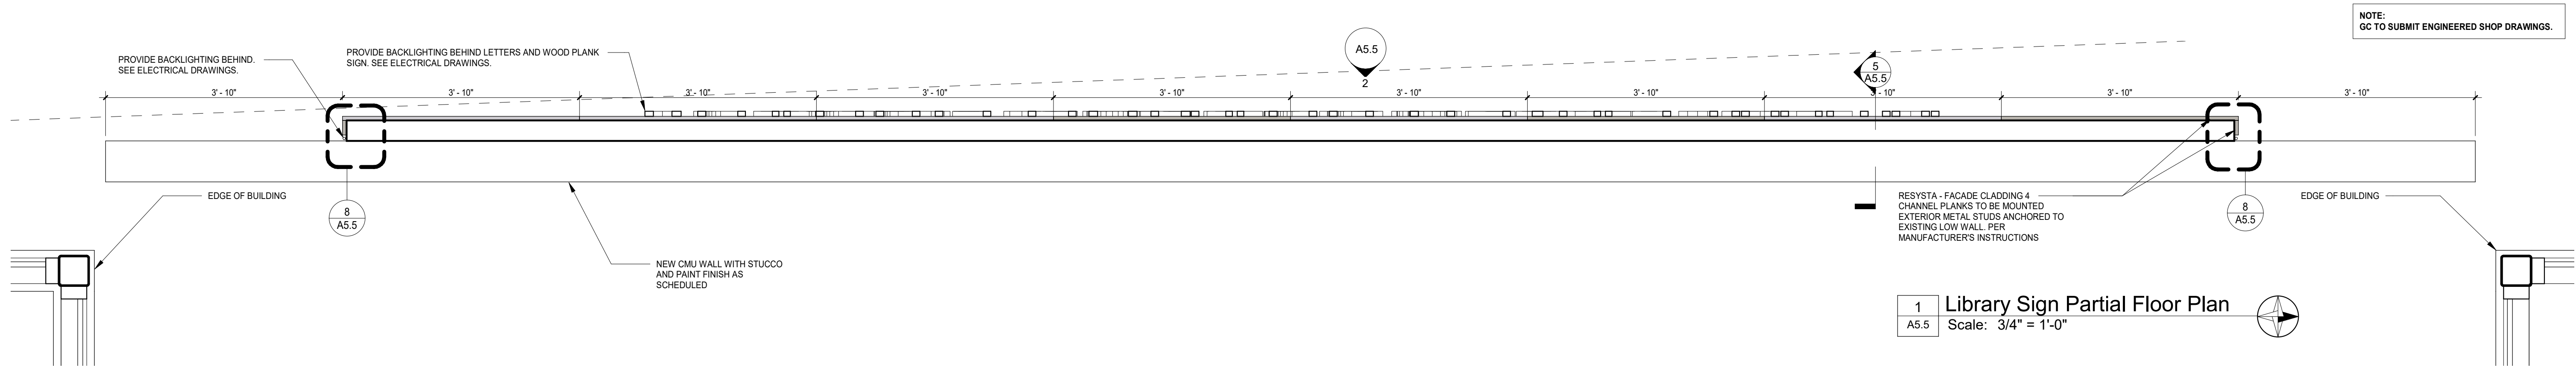 NOTE:
GC TO SUBMIT ENGINEERED SHOP DRAWINGS.
PROVIDE BACKLIGHTING BEHIND.
SEE ELECTRICAL DRAWINGS.
PROVIDE BACKLIGHTING BEHIND LETTERS AND WOOD PLANK
SIGN. SEE ELECTRICAL DRAWINGS.
A5.5
2
5
A5.5
3' - 10"
3' - 10"
3' - 10"
3' - 10"
3' - 10"
3' - 10"
3' - 10"
3' - 10"
3' - 10"
3' - 10"
EDGE OF BUILDING
8
A5.5
NEW CMU WALL WITH STUCCO
AND PAINT FINISH AS
SCHEDULED
RESYSTA - FACADE CLADDING 4
CHANNEL PLANKS TO BE MOUNTED
EXTERIOR METAL STUDS ANCHORED TO
EXISTING LOW WALL. PER
MANUFACTURER'S INSTRUCTIONS
8
A5.5
EDGE OF BUILDING
1
A5.5
Library Sign Partial Floor Plan
Scale: 3/4" = 1'-0"